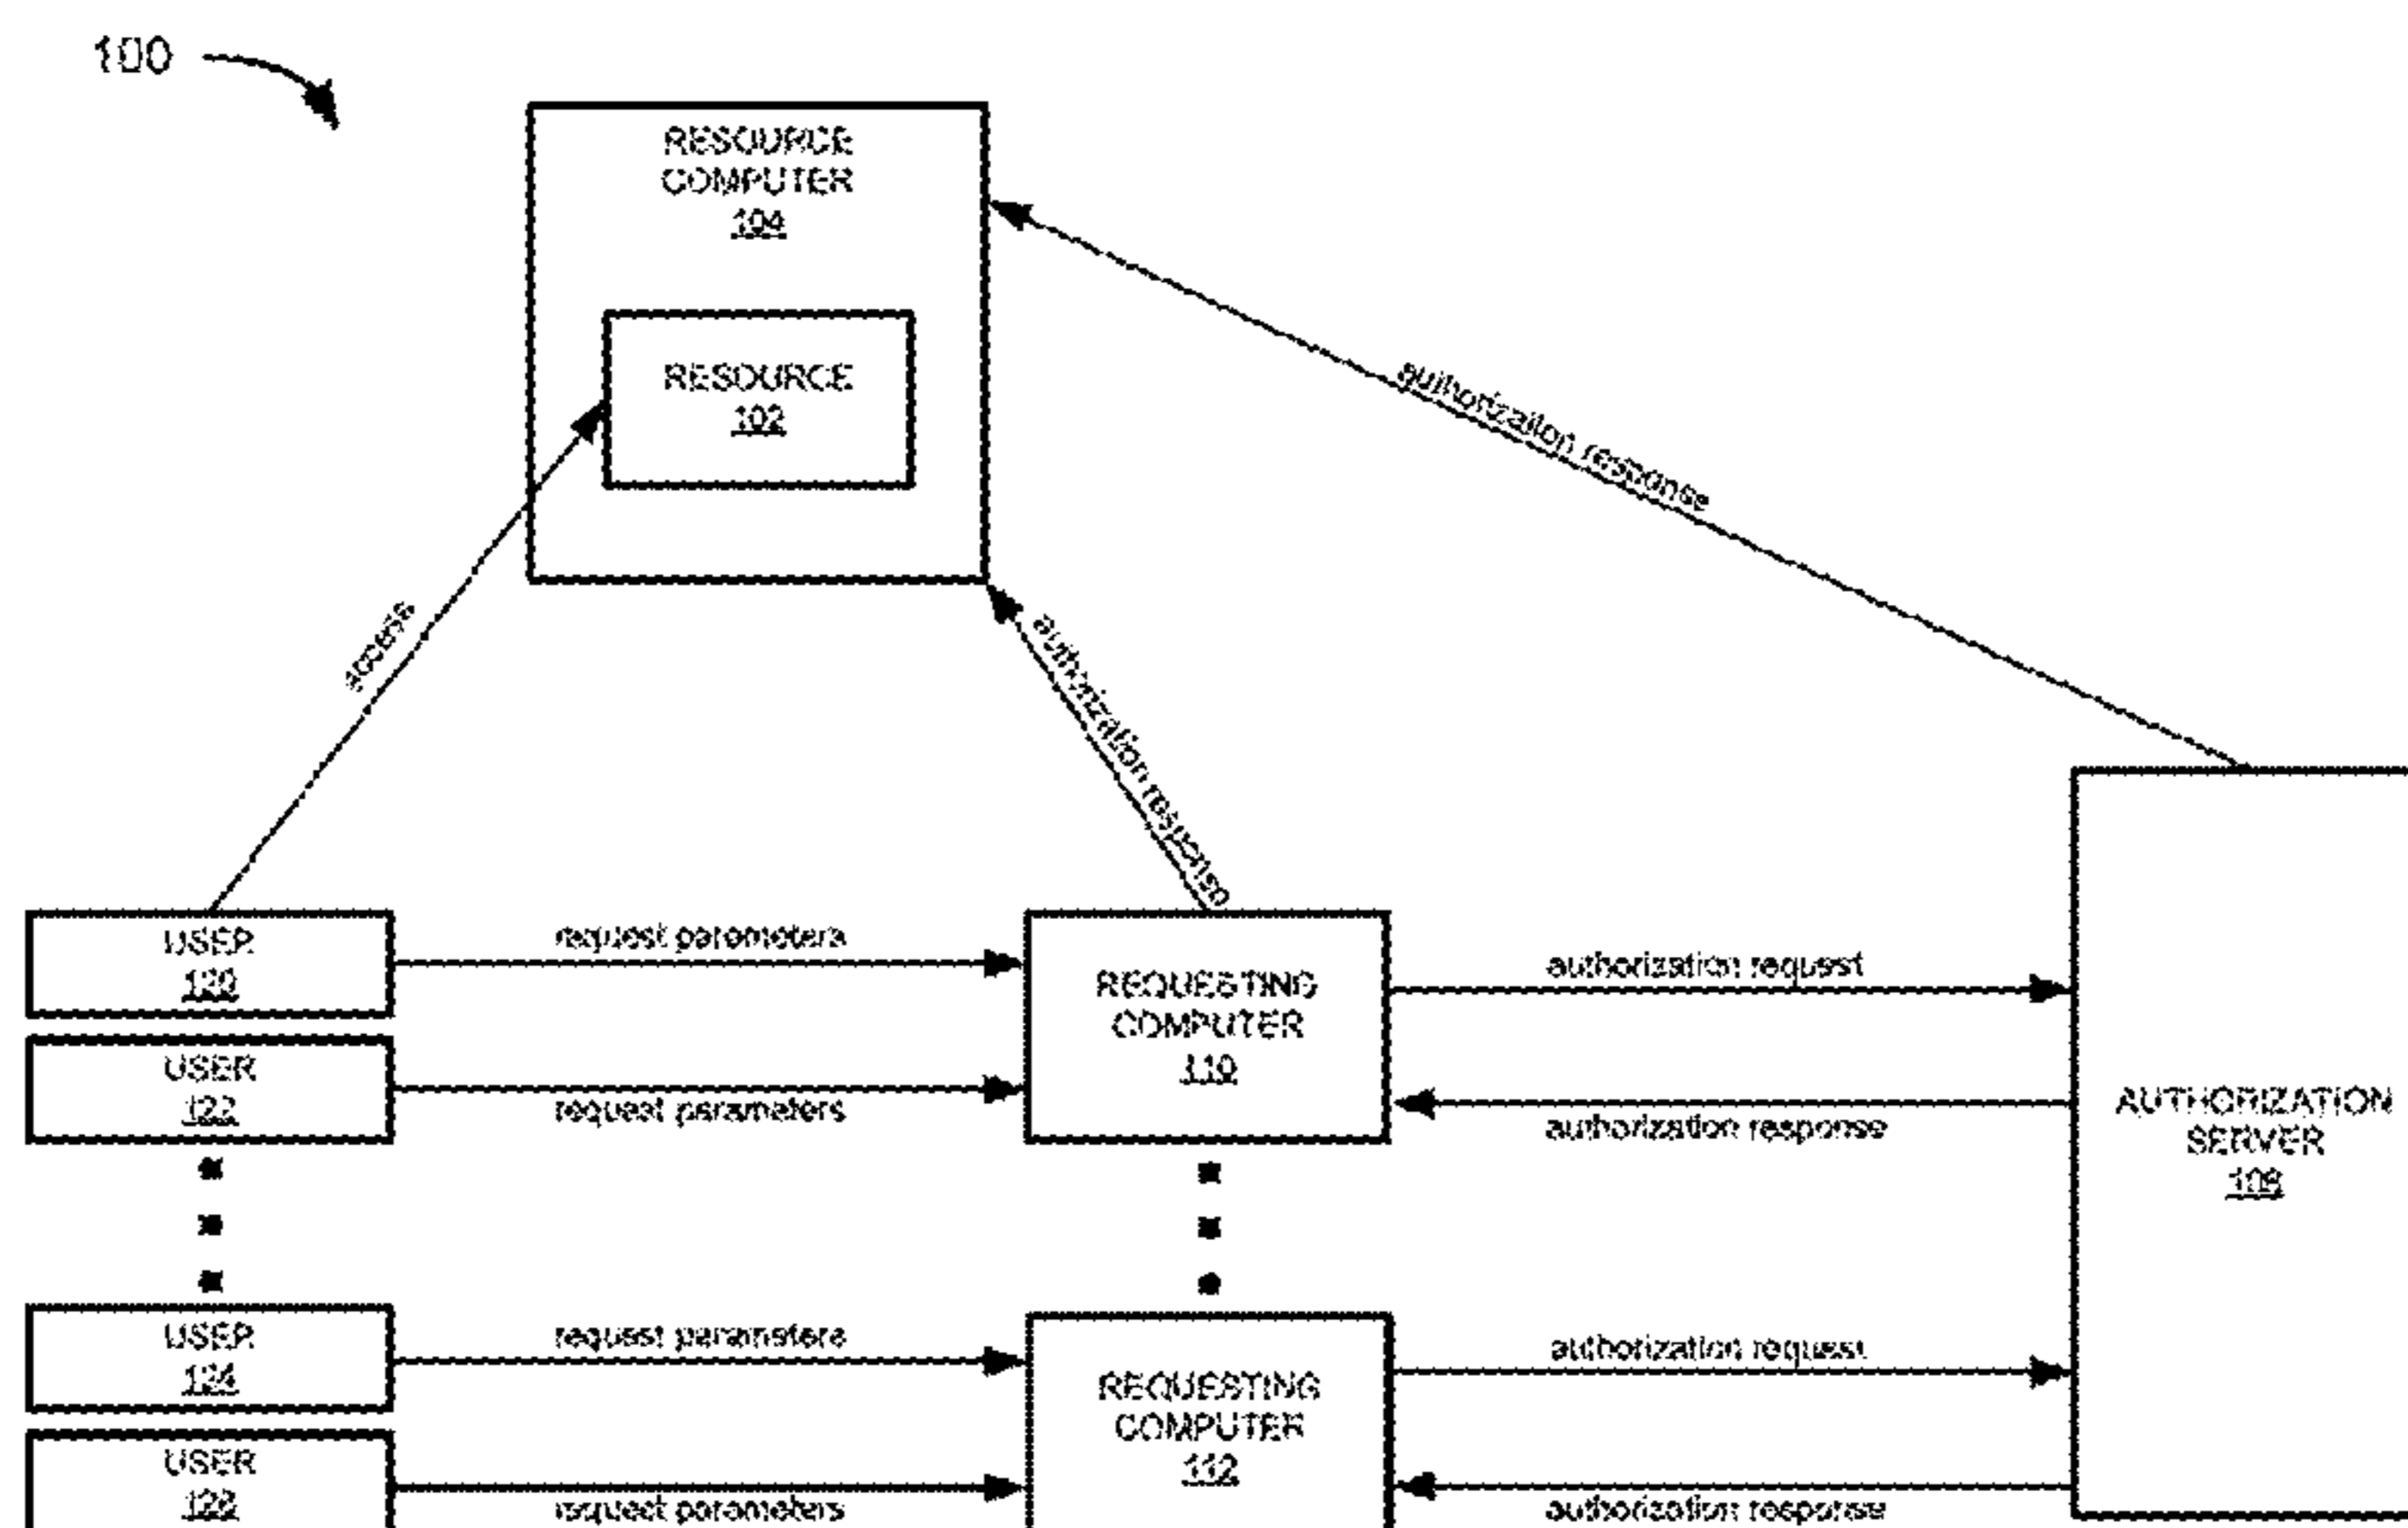 100
RESOURCE
COMPUTER
104
RESOURCE
102
authorization response
access
authorization response
USER
120
request parameters
REQUESTING
COMPUTER
110
authorization request
USER
122
request parameters
authorization response
AUTHORIZATION
SERVER
USER
124
request parameters
REQUESTING
COMPUTER
112
authorization request
USER
request parameters
authorization response